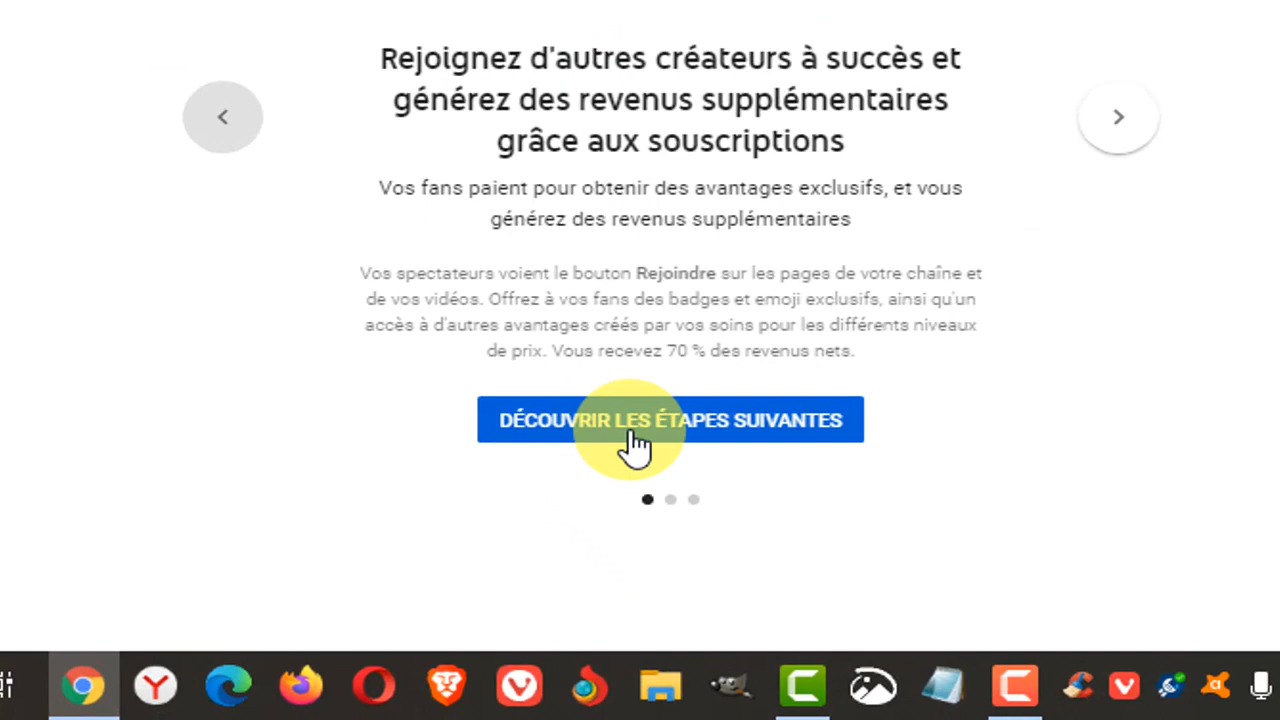 Rejoignez d'autres créateurs à succès et
générez des revenus supplémentaires
grâce aux souscriptions
Vos fans paient pour obtenir des avantages exclusifs, et vous
générez des revenus supplémentaires
Vos spectateurs voient le bouton Rejoindre sur les pages de votre chaîne et
de vos vidéos. Offrez à vos fans des badges et emoji exclusifs, ainsi qu'un
accès à d'autres avantages créés par vos soins pour les différents niveaux
de prix. Vous recevez 70 % des revenus nets.
DÉCOUVRIR LES ÉTAPES SUIVANTES